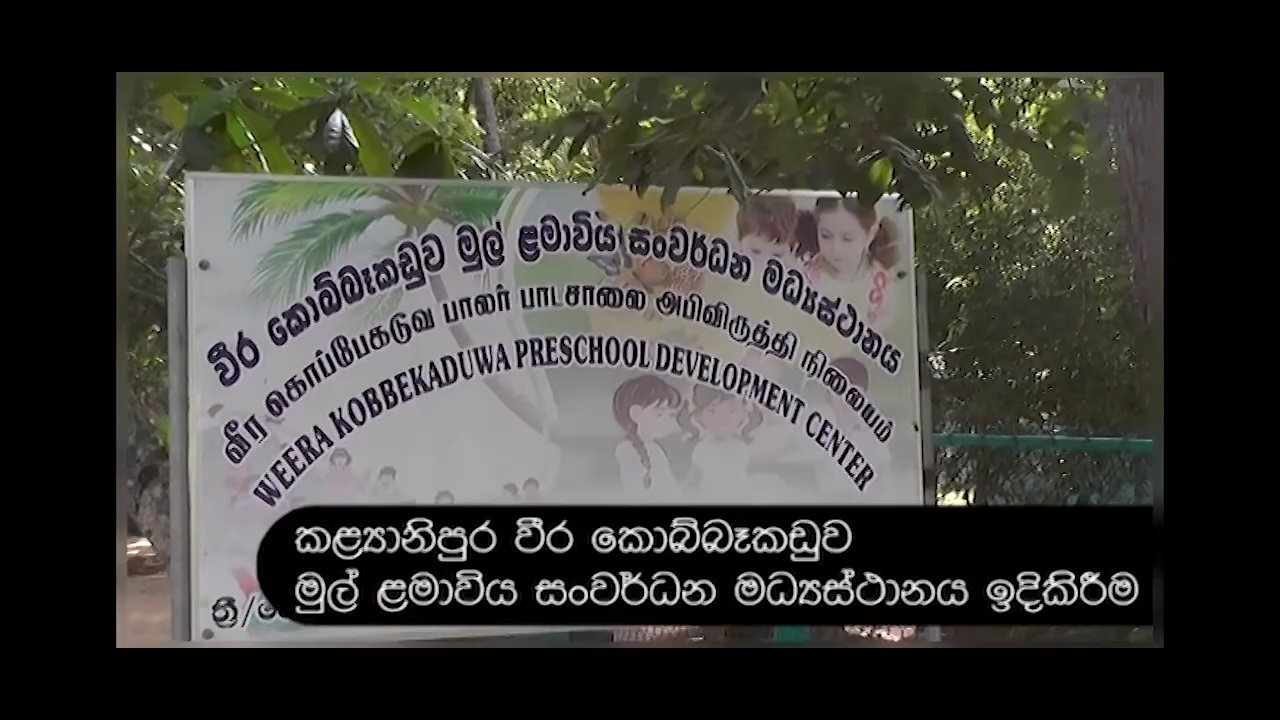 වීර කොබ්බෑකඩුව මුල් ළමාවිය සංවර්ධන මධ්‍යස්ථානය
வீர கொப்பேகடுவ பாலர் பாடசாலை அபிவிருத்தி நிலையம்
WEERA KOBBEKADUWA PRESCHOOL DEVELOPMENT CENTER
කළ්‍යානිපුර වීර කොබ්බෑකඩුව
මුල් ළමාවිය සංවර්ධන මධ්‍යස්ථානය ඉදිකිරීම
ත්‍රී/